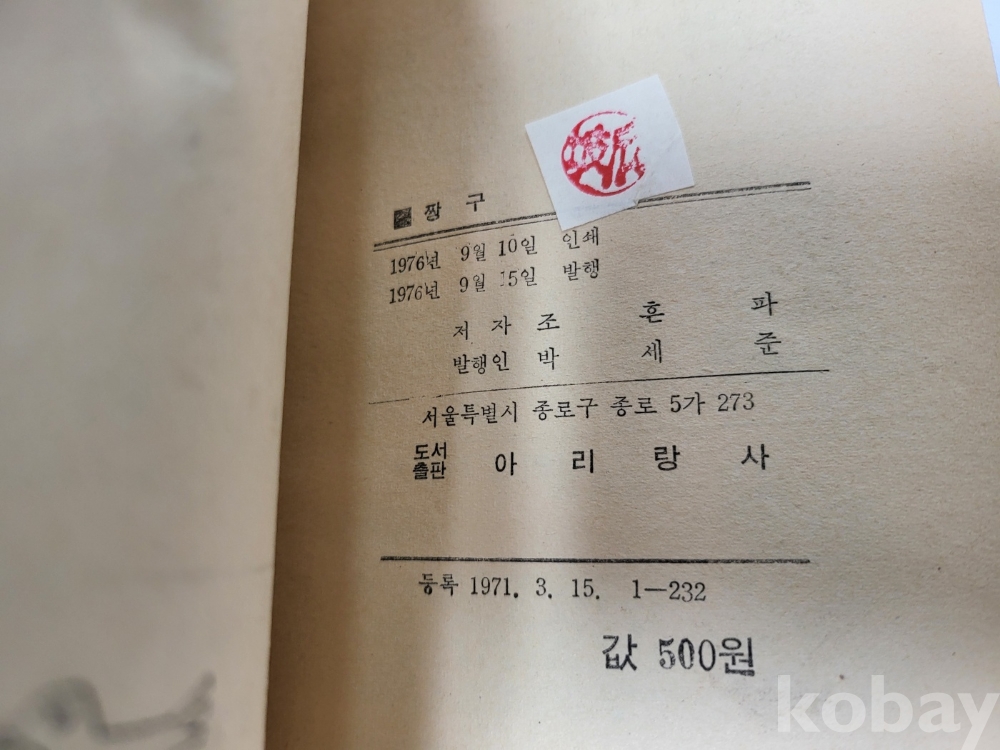 짱 구
1976년 9월 10일 인쇄
1976년 9월 15일 발행
저 자 조 흔 파
발행인 박 세 준
서울특별시 종로구 종로 5가 273
도서출판 아 리 랑 사
등록 1971. 3. 15. 1—232
값 500원
kobay